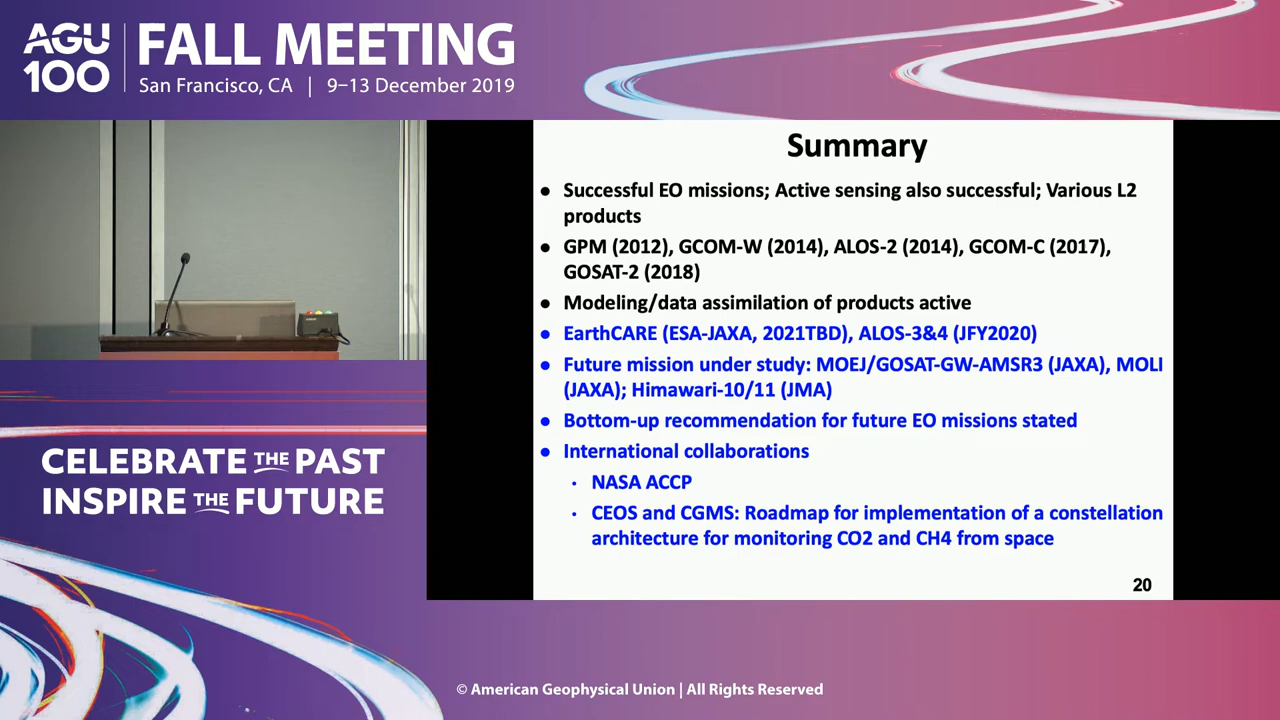 AGU
100
FALL MEETING
San Francisco, CA | 9–13 December 2019
Summary
● Successful EO missions; Active sensing also successful; Various L2
products
● GPM (2012), GCOM-W (2014), ALOS-2 (2014), GCOM-C (2017),
GOSAT-2 (2018)
● Modeling/data assimilation of products active
● EarthCARE (ESA-JAXA, 2021TBD), ALOS-3&4 (JFY2020)
● Future mission under study: MOEJ/GOSAT-GW-AMSR3 (JAXA), MOLI
(JAXA); Himawari-10/11 (JMA)
● Bottom-up recommendation for future EO missions stated
● International collaborations
· NASA ACCP
· CEOS and CGMS: Roadmap for implementation of a constellation
architecture for monitoring CO2 and CH4 from space
20
CELEBRATE THE PAST
INSPIRE THE FUTURE
© American Geophysical Union | All Rights Reserved